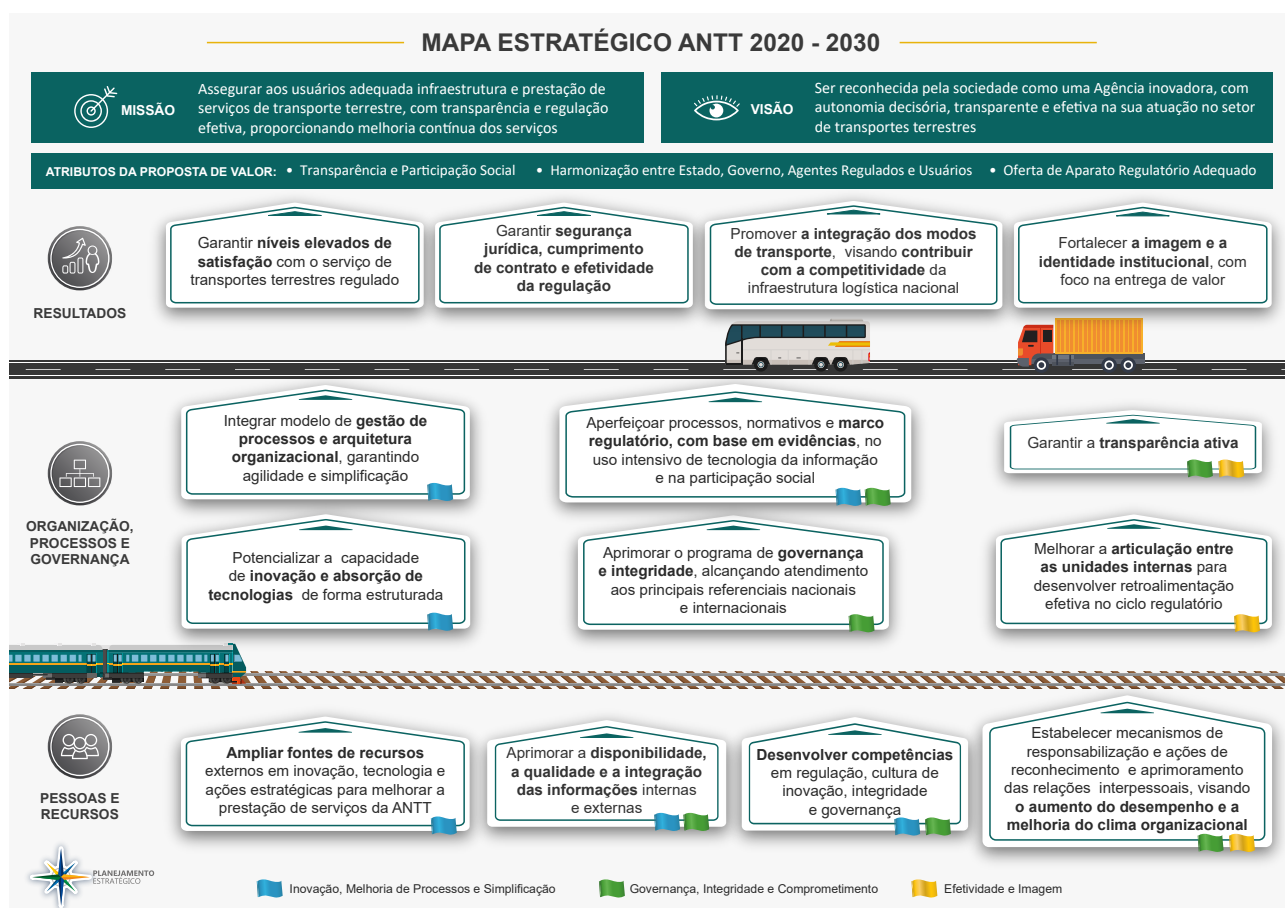 MAPA ESTRATÉGICO ANTT 2020 - 2030
MISSÃO
Assegurar aos usuários adequada infraestrutura e prestação de
serviços de transporte terrestre, com transparência e regulação
efetiva, proporcionando melhoria contínua dos serviços
VISÃO
Ser reconhecida pela sociedade como uma Agência inovadora, com
autonomia decisória, transparente e efetiva na sua atuação no setor
de transportes terrestres
ATRIBUTOS DA PROPOSTA DE VALOR: • Transparência e Participação Social • Harmonização entre Estado, Governo, Agentes Regulados e Usuários • Oferta de Aparato Regulatório Adequado
RESULTADOS
Garantir níveis elevados de
satisfação com o serviço de
transportes terrestres regulado
Garantir segurança
jurídica, cumprimento
de contrato e efetividade
da regulação
Promover a integração dos modos
de transporte, visando contribuir
com a competitividade da
infraestrutura logística nacional
Fortalecer a imagem e a
identidade institucional, com
foco na entrega de valor
ORGANIZAÇÃO,
PROCESSOS E
GOVERNANÇA
Integrar modelo de gestão de
processos e arquitetura
organizacional, garantindo
agilidade e simplificação
Aperfeiçoar processos, normativos e marco
regulatório, com base em evidências, no
uso intensivo de tecnologia da informação
e na participação social
Garantir a transparência ativa
Potencializar a capacidade
de inovação e absorção de
tecnologias de forma estruturada
Aprimorar o programa de governança
e integridade, alcançando atendimento
aos principais referenciais nacionais
e internacionais
Melhorar a articulação entre
as unidades internas para
desenvolver retroalimentação
efetiva no ciclo regulatório
PESSOAS E
RECURSOS
Ampliar fontes de recursos
externos em inovação, tecnologia e
ações estratégicas para melhorar a
prestação de serviços da ANTT
Aprimorar a disponibilidade,
a qualidade e a integração
das informações internas
e externas
Desenvolver competências
em regulação, cultura de
inovação, integridade
e governança
Estabelecer mecanismos de
responsabilização e ações de
reconhecimento e aprimoramento
das relações interpessoais, visando
o aumento do desempenho e a
melhoria do clima organizacional
PLANEJAMENTO
ESTRATÉGICO
Inovação, Melhoria de Processos e Simplificação
Governança, Integridade e Comprometimento
Efetividade e Imagem